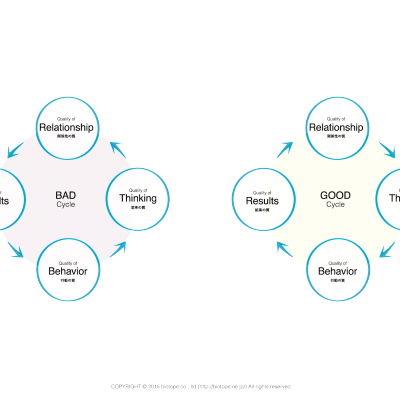 Quality of
Relationship
関係性の質
lts
BAD
Cycle
Quality of
Thinking
思考の質
Quality of
Behavior
行動の質
Quality of
Relationship
関係性の質
Quality of
Results
結果の質
GOOD
Cycle
Th
Quality of
Behavior
行動の質
COPYRIGHT © 2016 biotope co., ltd (http://biotope.ne.jp/) All rights reserved.